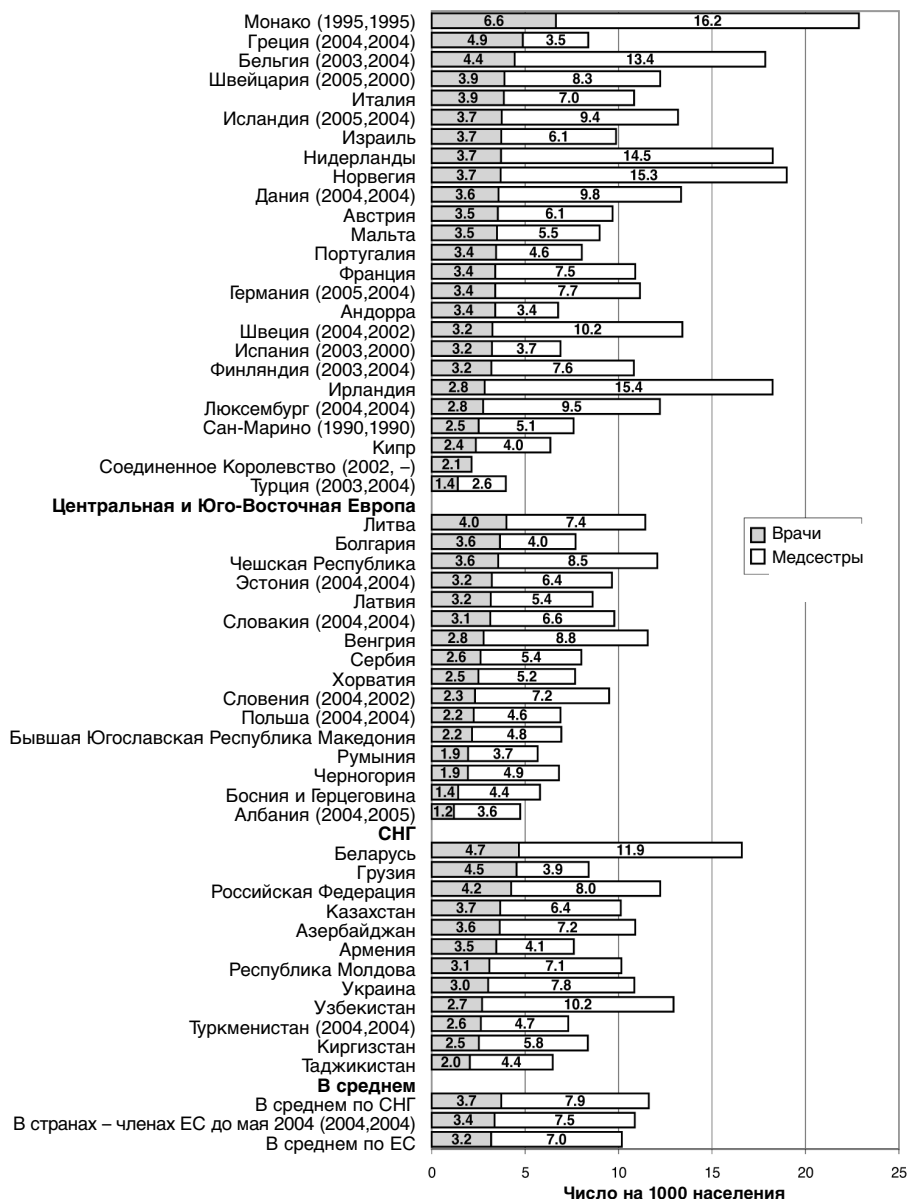 Монако (1995,1995) 6.6 16.2
Греция (2004,2004) 4.9 3.5
Бельгия (2003,2004) 4.4 13.4
Швейцария (2005,2000) 3.9 8.3
Италия 3.9 7.0
Исландия (2005,2004) 3.7 9.4
Израиль 3.7 6.1
Нидерланды 3.7 14.5
Норвегия 3.7 15.3
Дания (2004,2004) 3.6 9.8
Австрия 3.5 6.1
Мальта 3.5 5.5
Португалия 3.4 4.6
Франция 3.4 7.5
Германия (2005,2004) 3.4 7.7
Андорра 3.4 3.4
Швеция (2004,2002) 3.2 10.2
Испания (2003,2000) 3.2 3.7
Финляндия (2003,2004) 3.2 7.6
Ирландия 2.8 15.4
Люксембург (2004,2004) 2.8 9.5
Сан-Марино (1990,1990) 2.5 5.1
Кипр 2.4 4.0
Соединенное Королевство (2002, –) 2.1
Турция (2003,2004) 1.4 2.6
Центральная и Юго-Восточная Европа
Литва 4.0 7.4
Болгария 3.6 4.0
Чешская Республика 3.6 8.5
Эстония (2004,2004) 3.2 6.4
Латвия 3.2 5.4
Словакия (2004,2004) 3.1 6.6
Венгрия 2.8 8.8
Сербия 2.6 5.4
Хорватия 2.5 5.2
Словения (2004,2002) 2.3 7.2
Польша (2004,2004) 2.2 4.6
Бывшая Югославская Республика Македония 2.2 4.8
Румыния 1.9 3.7
Черногория 1.9 4.9
Босния и Герцеговина 1.4 4.4
Албания (2004,2005) 1.2 3.6
СНГ
Беларусь 4.7 11.9
Грузия 4.5 3.9
Российская Федерация 4.2 8.0
Казахстан 3.7 6.4
Азербайджан 3.6 7.2
Армения 3.5 4.1
Республика Молдова 3.1 7.1
Украина 3.0 7.8
Узбекистан 2.7 10.2
Туркменистан (2004,2004) 2.6 4.7
Киргизстан 2.5 5.8
Таджикистан 2.0 4.4
В среднем
В среднем по СНГ 3.7 7.9
В странах – членах ЕС до мая 2004 (2004,2004) 3.4 7.5
В среднем по ЕС 3.2 7.0
Врачи
Медсестры
0 5 10 15 20 25
Число на 1000 населения